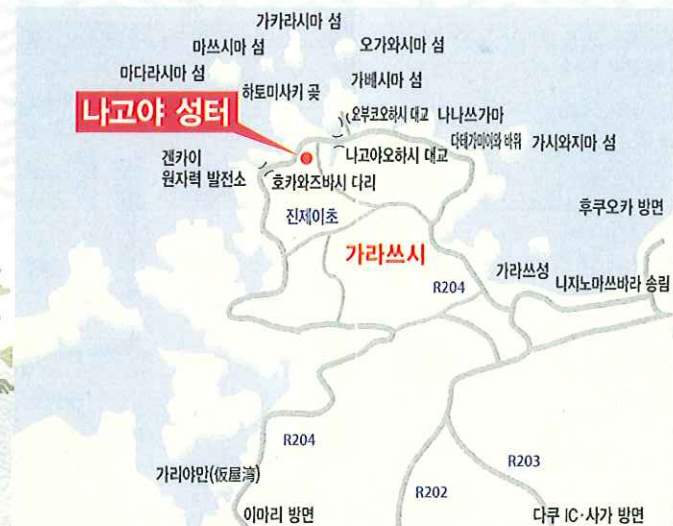 가카라시마 섬
마쓰시마 섬
오가와시마 섬
마다라시마 섬
가베시마 섬
하토미사키 곶
나고야 성터
오부코오하시 대교
나나쓰가마
다태가미이와 바위
가시와지마 섬
겐카이
원자력 발전소
나고야오하시 대교
호카와즈바시 다리
진제이초
후쿠오카 방면
가라쓰시
가라쓰성
R204
니지노마쓰바라 송림
R204
가리야만(仮屋湾)
R203
R202
이마리 방면
다쿠 IC·사가 방면